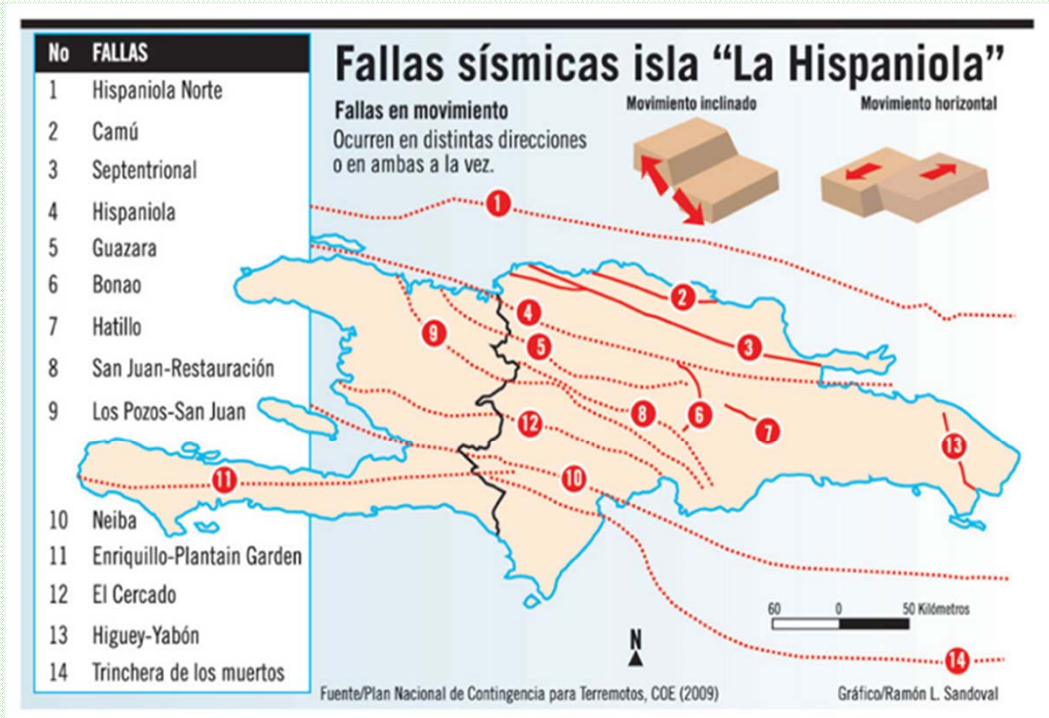 No FALLAS
1 Hispaniola Norte
2 Camú
3 Septentrional
4 Hispaniola
5 Guazara
6 Bonao
7 Hatillo
8 San Juan-Restauración
9 Los Pozos-San Juan
10 Neiba
11 Enriquillo-Plantain Garden
12 El Cercado
13 Higuey-Yabón
14 Trinchera de los muertos
Fallas sísmicas isla “La Hispaniola”
Fallas en movimiento
Ocurren en distintas direcciones
o en ambas a la vez.
Movimiento inclinado
Movimiento horizontal
1
2
3
4
5
9
8
6
7
12
13
10
11
14
60 0 50 Kilómetros
N
Fuente/Plan Nacional de Contingencia para Terremotos, COE (2009)
Gráfico/Ramón L. Sandoval